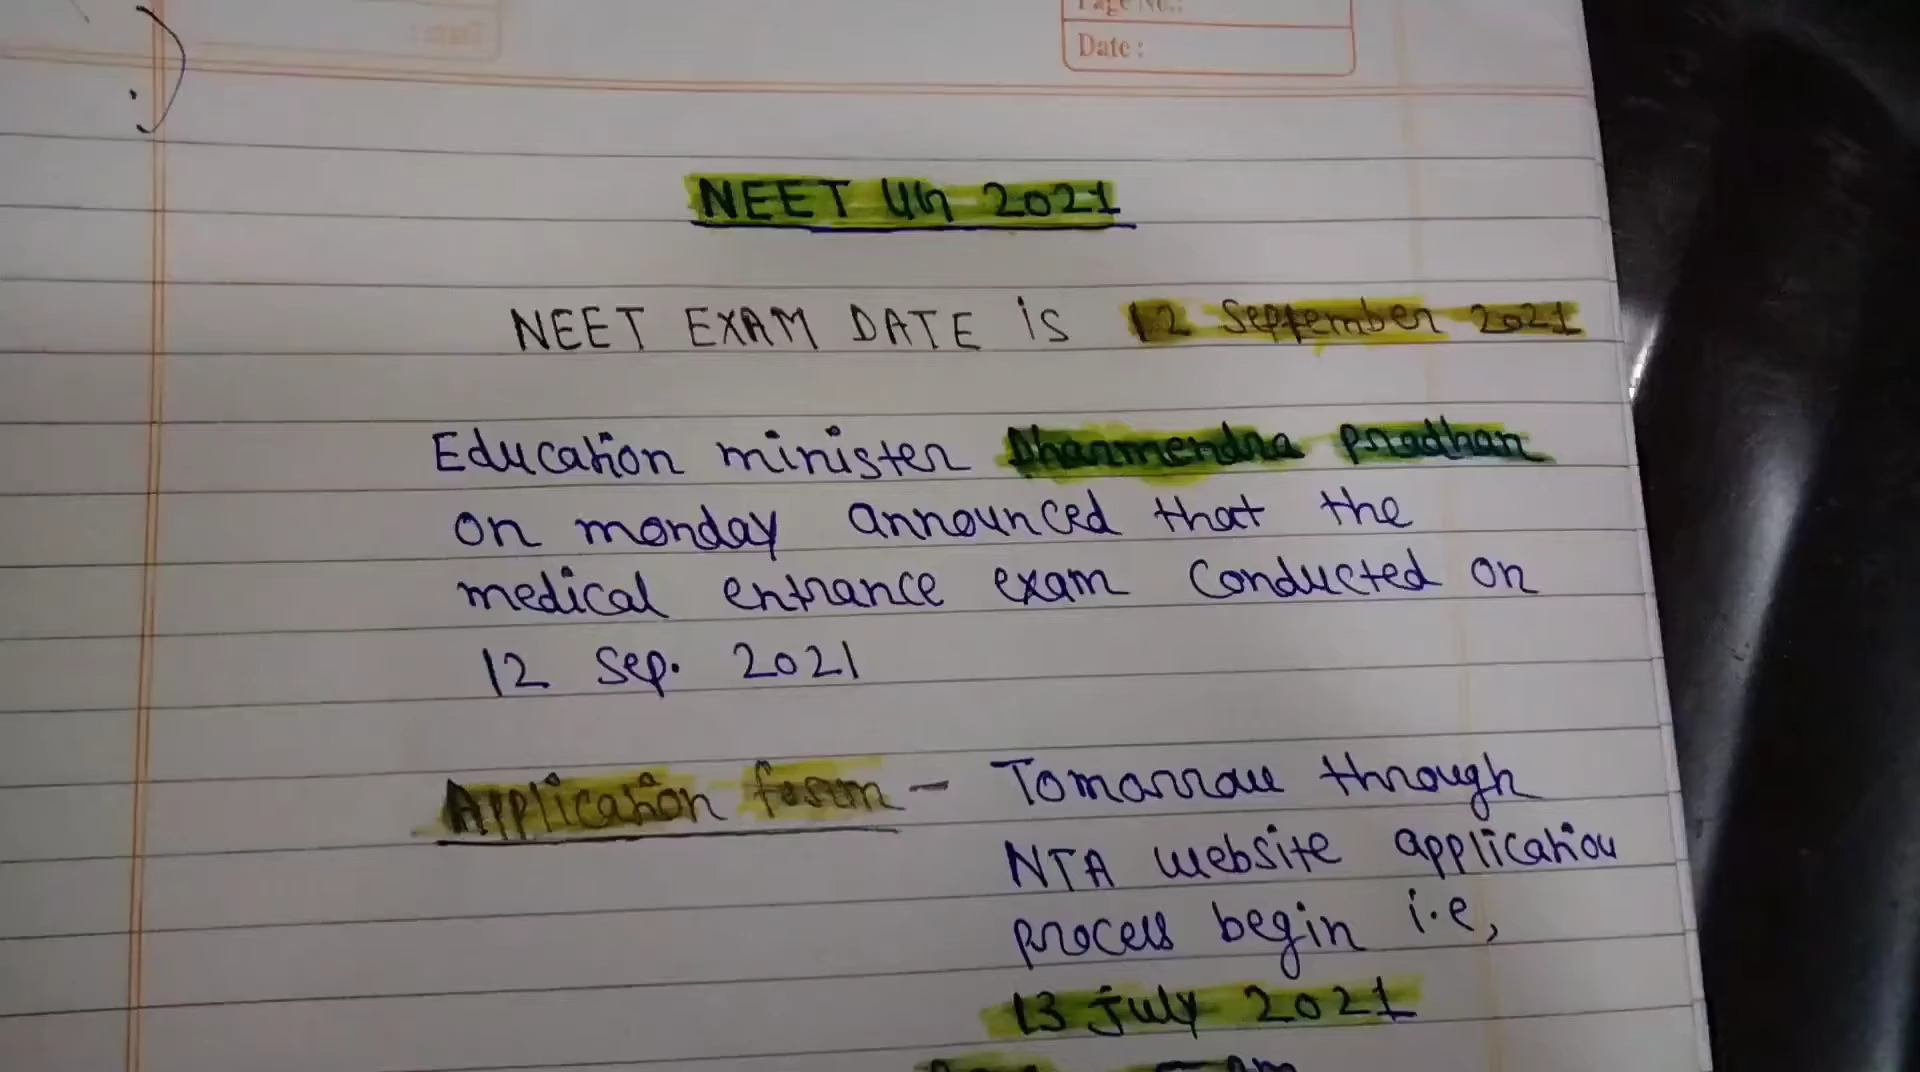 Page No.:
Date :
NEET UG 2021
NEET EXAM DATE is 12 September 2021
Education minister Dharmendra pradhan
on monday announced that the
medical entrance exam conducted on
12 Sep. 2021
Application form - Tomorrow through
NTA website application
process begin i.e,
13 July 2021